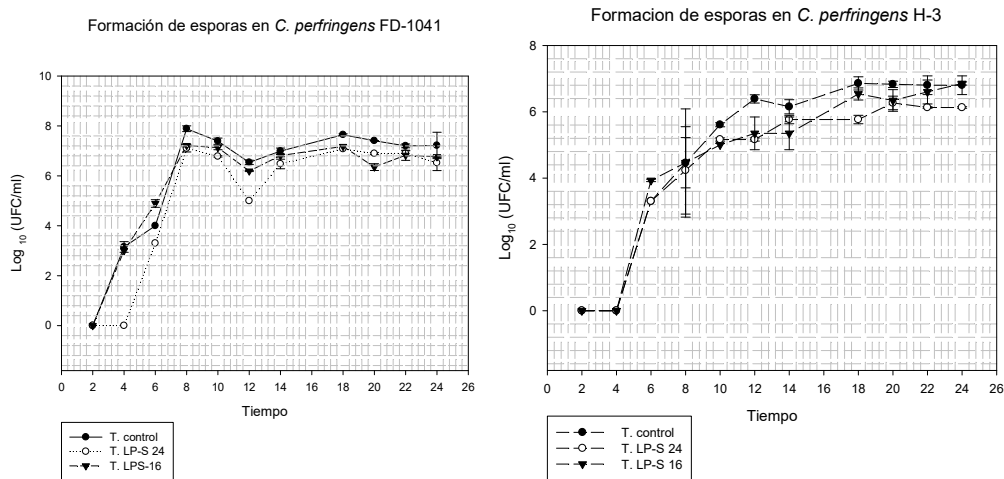 Formación de esporas en C. perfringens FD-1041
Log 10 (UFC/ml)
10
8
6
4
2
0
0 2 4 6 8 10 12 14 16 18 20 22 24 26
Tiempo
T. control
T. LP-S 24
T. LPS-16
Formacion de esporas en C. perfringens H-3
Log10 (UFC/ml)
8
6
4
2
0
0 2 4 6 8 10 12 14 16 18 20 22 24 26
Tiempo
T. control
T. LP-S 24
T. LP-S 16